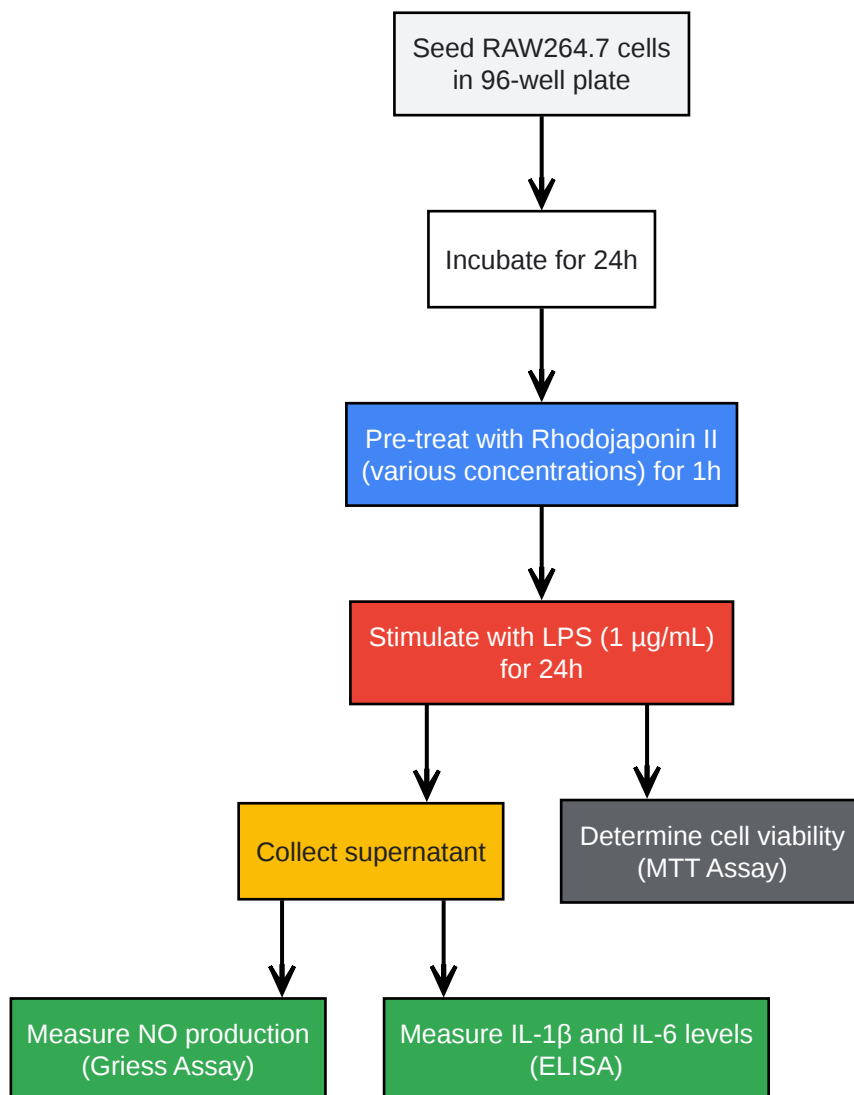 Seed RAW264.7 cells
in 96-well plate
Incubate for 24h
Pre-treat with Rhodojaponin II
(various concentrations) for 1h
Stimulate with LPS (1 µg/mL)
for 24h
Collect supernatant
Determine cell viability
(MTT Assay)
Measure NO production
(Griess Assay)
Measure IL-1β and IL-6 levels
(ELISA)